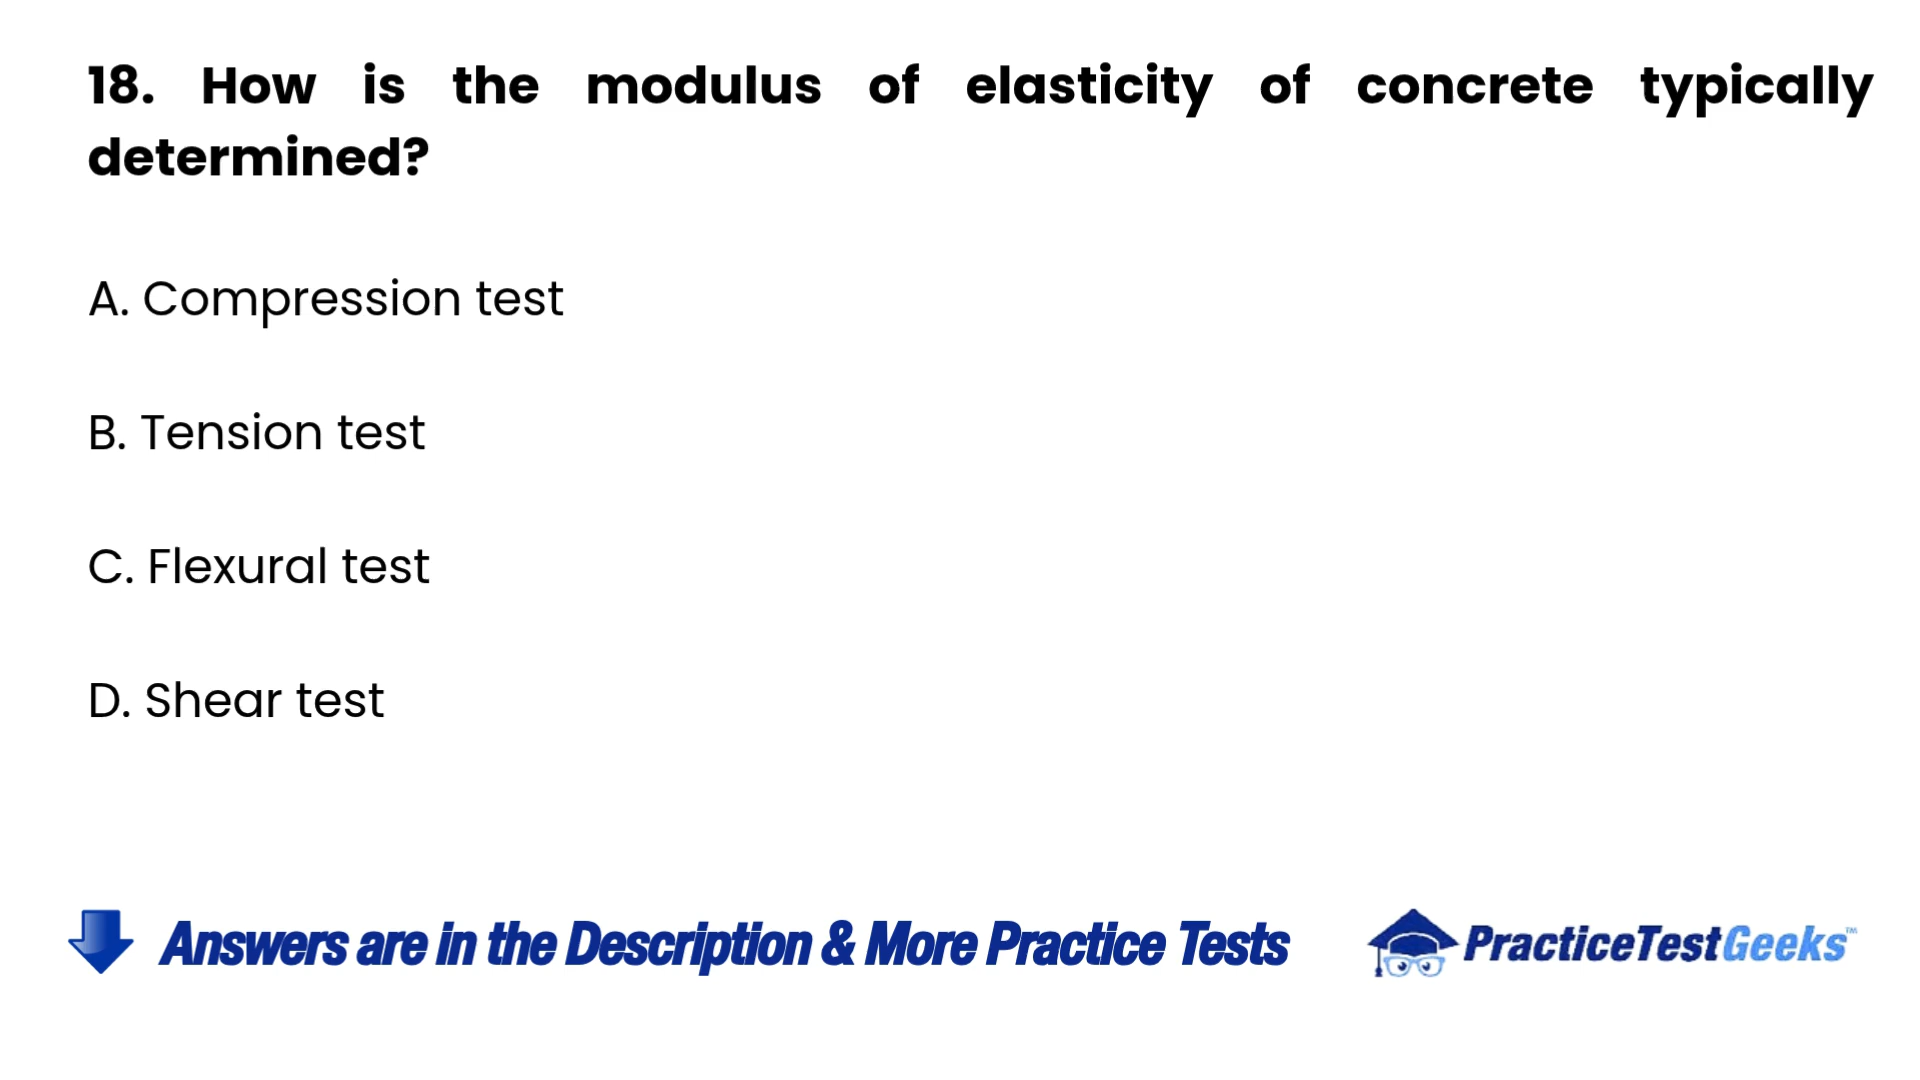 18. How is the modulus of elasticity of concrete typically
determined?
A. Compression test
B. Tension test
C. Flexural test
D. Shear test
Answers are in the Description & More Practice Tests
PracticeTestGeeks™